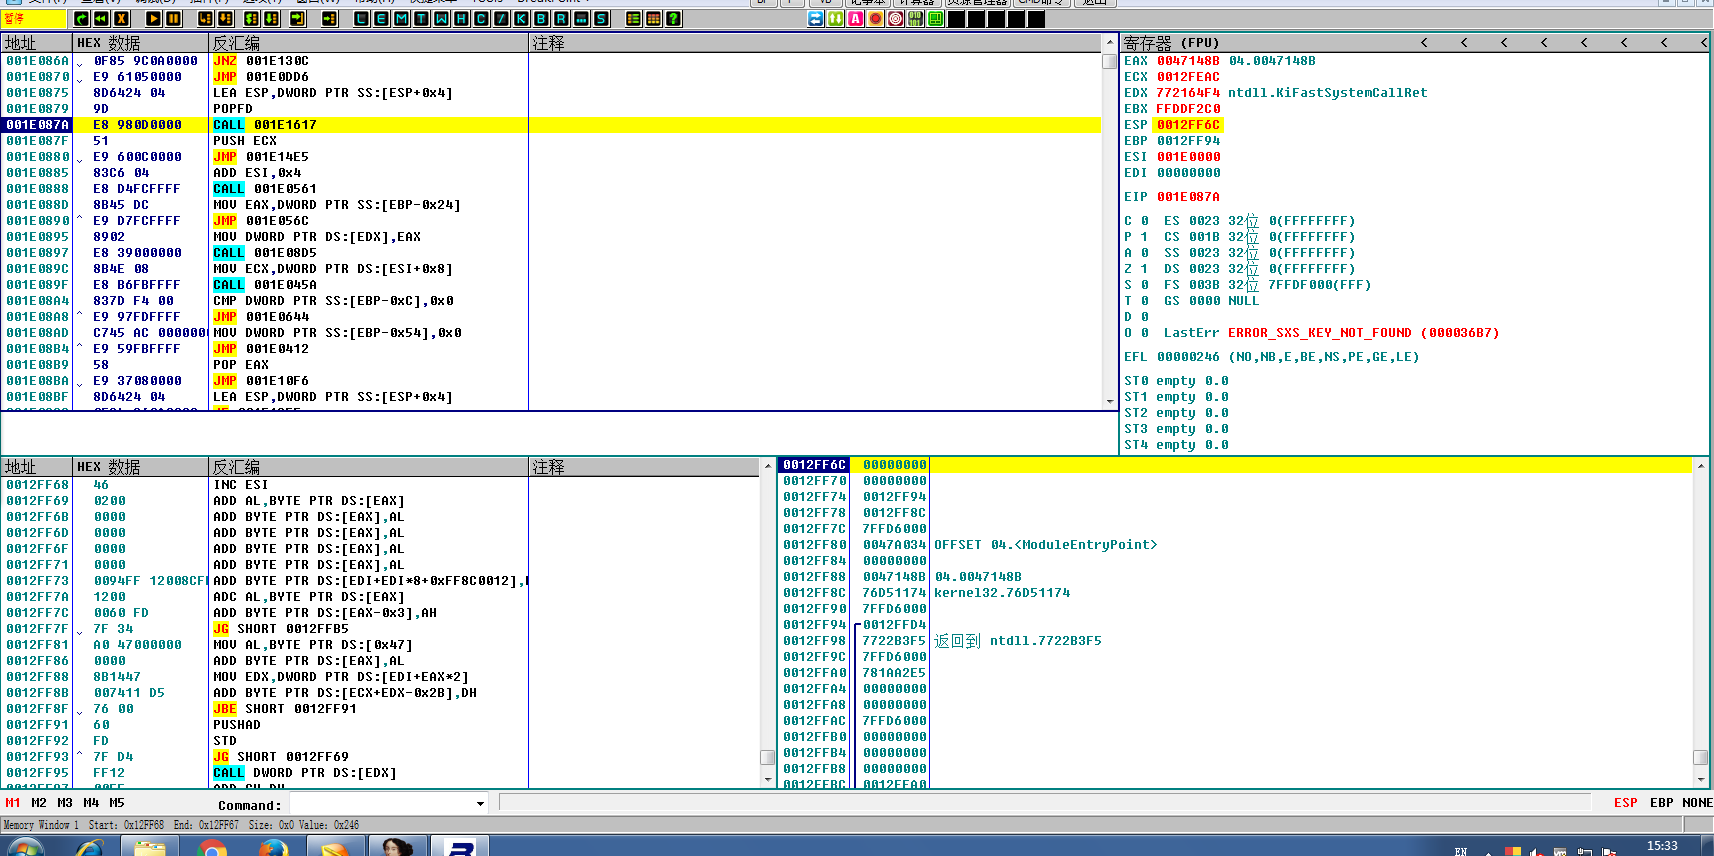 暂停
L E M T W H C / K B R ... S
地址 HEX 数据 反汇编 注释
001E086A 0F85 9C0A0000 JNZ 001E130C
001E0870 E9 61050000 JMP 001E0DD6
001E0875 8D6424 04 LEA ESP,DWORD PTR SS:[ESP+0x4]
001E0879 9D POPFD
001E087A E8 980D0000 CALL 001E1617
001E087F 51 PUSH ECX
001E0880 E9 600C0000 JMP 001E14E5
001E0885 83C6 04 ADD ESI,0x4
001E0888 E8 D4FCFFFF CALL 001E0561
001E088D 8B45 DC MOV EAX,DWORD PTR SS:[EBP-0x24]
001E0890 ^ E9 D7FCFFFF JMP 001E056C
001E0895 8902 MOV DWORD PTR DS:[EDX],EAX
001E0897 E8 39000000 CALL 001E08D5
001E089C 8B4E 08 MOV ECX,DWORD PTR DS:[ESI+0x8]
001E089F E8 B6FBFFFF CALL 001E045A
001E08A4 837D F4 00 CMP DWORD PTR SS:[EBP-0xC],0x0
001E08A8 ^ E9 97FDFFFF JMP 001E0644
001E08AD C745 AC 0000000 MOV DWORD PTR SS:[EBP-0x54],0x0
001E08B4 ^ E9 59FBFFFF JMP 001E0412
001E08B9 58 POP EAX
001E08BA E9 37080000 JMP 001E10F6
001E08BF 8D6424 04 LEA ESP,DWORD PTR SS:[ESP+0x4]
寄存器 (FPU) < < < < < < < <
EAX 0047148B 04.0047148B
ECX 0012FEAC
EDX 772164F4 ntdll.KiFastSystemCallRet
EBX FFDDF2C0
ESP 0012FF6C
EBP 0012FF94
ESI 001E0000
EDI 00000000
EIP 001E087A
C 0 ES 0023 32位 0(FFFFFFFF)
P 1 CS 001B 32位 0(FFFFFFFF)
A 0 SS 0023 32位 0(FFFFFFFF)
Z 1 DS 0023 32位 0(FFFFFFFF)
S 0 FS 003B 32位 7FFDF000(FFF)
T 0 GS 0000 NULL
D 0
O 0 LastErr ERROR_SXS_KEY_NOT_FOUND (000036B7)
EFL 00000246 (NO,NB,E,BE,NS,PE,GE,LE)
ST0 empty 0.0
ST1 empty 0.0
ST2 empty 0.0
ST3 empty 0.0
ST4 empty 0.0
地址 HEX 数据 反汇编 注释
0012FF68 46 INC ESI
0012FF69 0200 ADD AL,BYTE PTR DS:[EAX]
0012FF6B 0000 ADD BYTE PTR DS:[EAX],AL
0012FF6D 0000 ADD BYTE PTR DS:[EAX],AL
0012FF6F 0000 ADD BYTE PTR DS:[EAX],AL
0012FF71 0000 ADD BYTE PTR DS:[EAX],AL
0012FF73 0094FF 12008CF ADD BYTE PTR DS:[EDI+EDI*8+0xFF8C0012],
0012FF7A 1200 ADC AL,BYTE PTR DS:[EAX]
0012FF7C 0060 FD ADD BYTE PTR DS:[EAX-0x3],AH
0012FF7F 7F 34 JG SHORT 0012FFB5
0012FF81 A0 47000000 MOV AL,BYTE PTR DS:[0x47]
0012FF86 0000 ADD BYTE PTR DS:[EAX],AL
0012FF88 8B1447 MOV EDX,DWORD PTR DS:[EDI+EAX*2]
0012FF8B 007411 D5 ADD BYTE PTR DS:[ECX+EDX-0x2B],DH
0012FF8F 76 00 JBE SHORT 0012FF91
0012FF91 60 PUSHAD
0012FF92 FD STD
0012FF93 ^ 7F D4 JG SHORT 0012FF69
0012FF95 FF12 CALL DWORD PTR DS:[EDX]
0012FF6C 00000000
0012FF70 00000000
0012FF74 0012FF94
0012FF78 0012FF8C
0012FF7C 7FFD6000
0012FF80 0047A034 OFFSET 04.<ModuleEntryPoint>
0012FF84 00000000
0012FF88 0047148B 04.0047148B
0012FF8C 76D51174 kernel32.76D51174
0012FF90 7FFD6000
0012FF94 0012FFD4
0012FF98 7722B3F5 返回到 ntdll.7722B3F5
0012FF9C 7FFD6000
0012FFA0 781AA2E5
0012FFA4 00000000
0012FFA8 00000000
0012FFAC 7FFD6000
0012FFB0 00000000
0012FFB4 00000000
0012FFB8 00000000
0012FFBC 0012FFA0
M1 M2 M3 M4 M5 Command: ESP EBP NONE
Memory Window 1 Start: 0x12FF68 End: 0x12FF67 Size: 0x0 Value: 0x246
EN 15:33